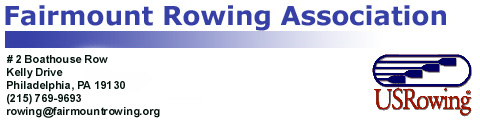 Fairmount Rowing Association
# 2 Boathouse Row
Kelly Drive
Philadelphia, PA 19130
(215) 769-9693
rowing@fairmountrowing.org
USRowing®